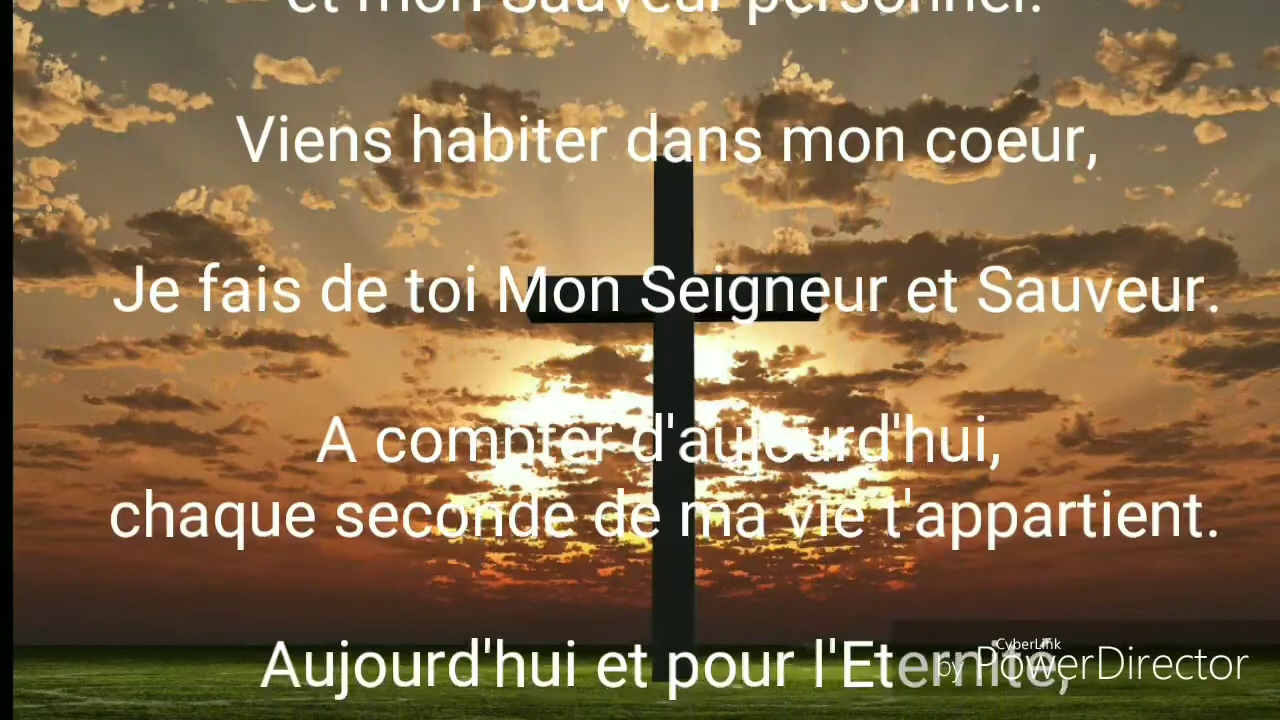 et mon Sauveur personnel.
Viens habiter dans mon coeur,
Je fais de toi Mon Seigneur et Sauveur.
A compter d'aujourd'hui,
chaque seconde de ma vie t'appartient.
Aujourd'hui et pour l'Eternité,
CyberLink
by PowerDirector